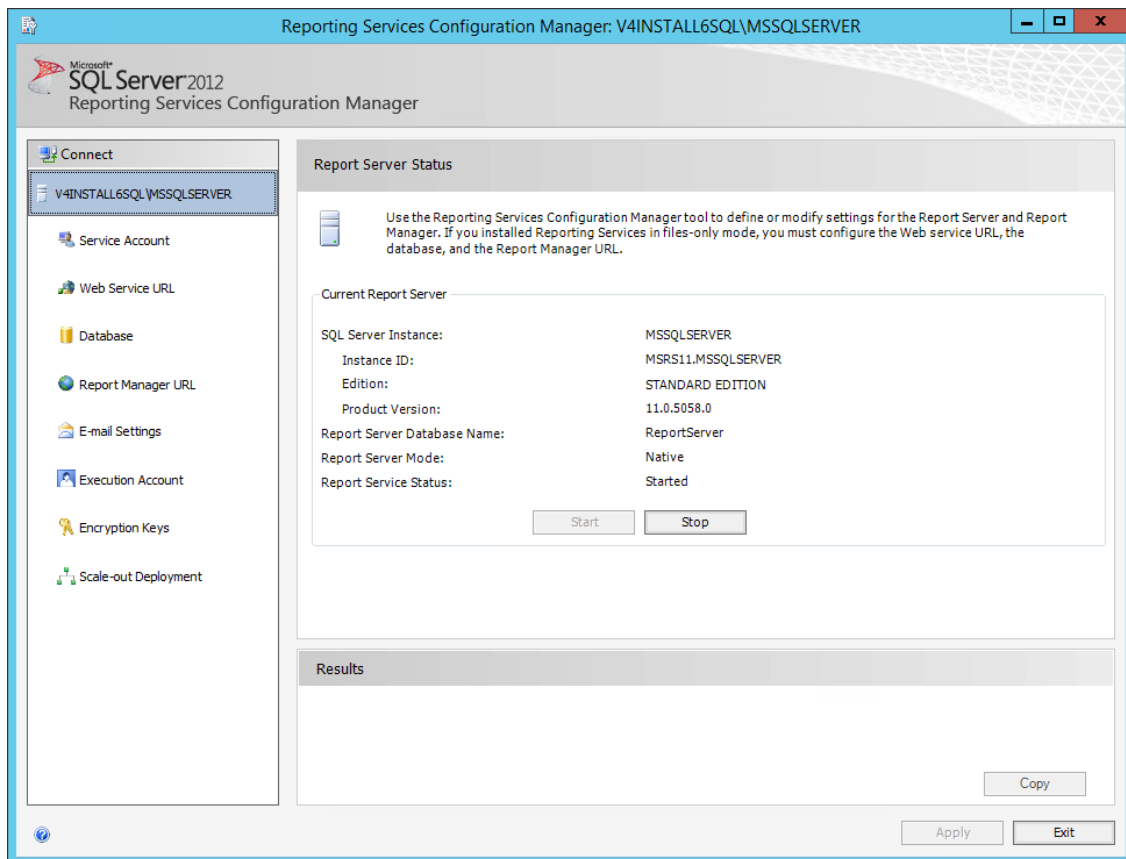 Reporting Services Configuration Manager: V4INSTALL6SQL\MSSQLSERVER
Microsoft®
SQL Server 2012
Reporting Services Configuration Manager
Connect
V4INSTALL6SQL\MSSQLSERVER
Service Account
Web Service URL
Database
Report Manager URL
E-mail Settings
Execution Account
Encryption Keys
Scale-out Deployment
Report Server Status
Use the Reporting Services Configuration Manager tool to define or modify settings for the Report Server and Report
Manager. If you installed Reporting Services in files-only mode, you must configure the Web service URL, the
database, and the Report Manager URL.
Current Report Server
SQL Server Instance: MSSQLSERVER
Instance ID: MSRS11.MSSQLSERVER
Edition: STANDARD EDITION
Product Version: 11.0.5058.0
Report Server Database Name: ReportServer
Report Server Mode: Native
Report Service Status: Started
Start Stop
Results
Copy
Apply Exit